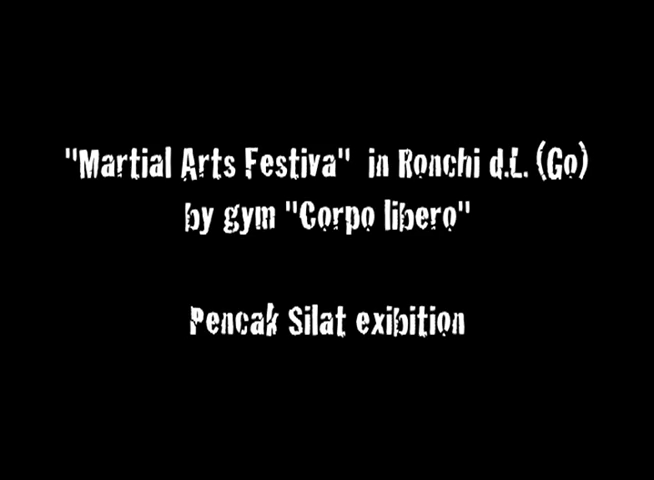 "Martial Arts Festiva" in Ronchi d.L. (Go)
by gym "Corpo libero"
Pencak Silat exibition